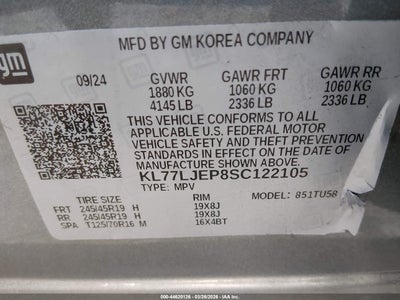 gm
MFD BY GM KOREA COMPANY
09/24 GVWR GAWR FRT GAWR RR
1880 KG 1060 KG 1060 KG
4145 LB 2336 LB 2336 LB
THIS VEHICLE CONFORMS TO ALL
APPLICABLE U.S. FEDERAL MOTOR
VEHICLE SAFETY AND THEFT
PREVENTION STANDARDS IN EFFECT ON THE DATE OF
MANUFACTURE SHOWN ABOVE.
KL77LJEP8SC122105
TYPE: MPV MODEL: 851TU58
TIRE SIZE RIM
FRT 245/45R19 H 19X8J
RR 245/45R19 H 19X8J
SPA T125/70R16 M 16X4BT
© IAA 000-44620126 - 03/26/2026 - IAAI.COM